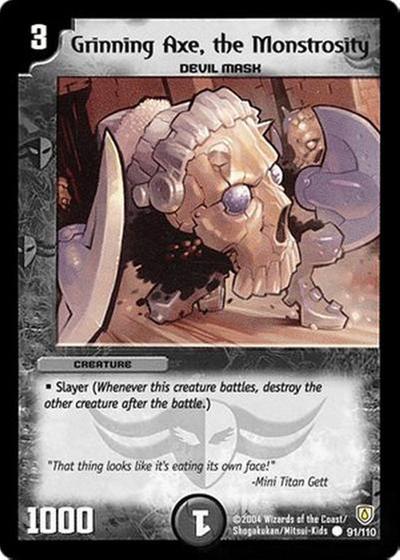 3 Grinning Axe, the Monstrosity
DEVIL MASK
CREATURE
▪ Slayer (Whenever this creature battles, destroy the
other creature after the battle.)
"That thing looks like it's eating its own face!"
-Mini Titan Gett
1000
1
©2004 Wizards of the Coast/
Shogakukan/Mitsui-Kids
91/110